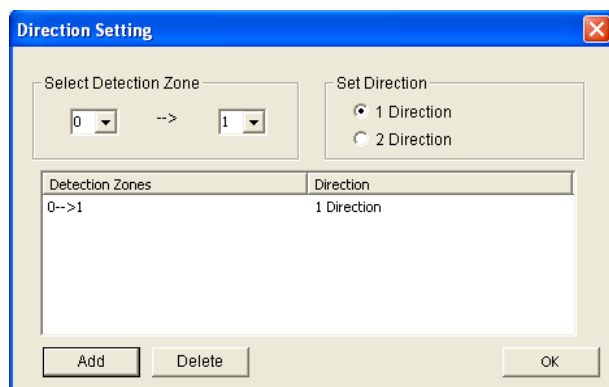 Direction Setting
Select Detection Zone
Set Direction
0 --> 1
1 Direction
2 Direction
Detection Zones Direction
0-->1 1 Direction
Add Delete OK